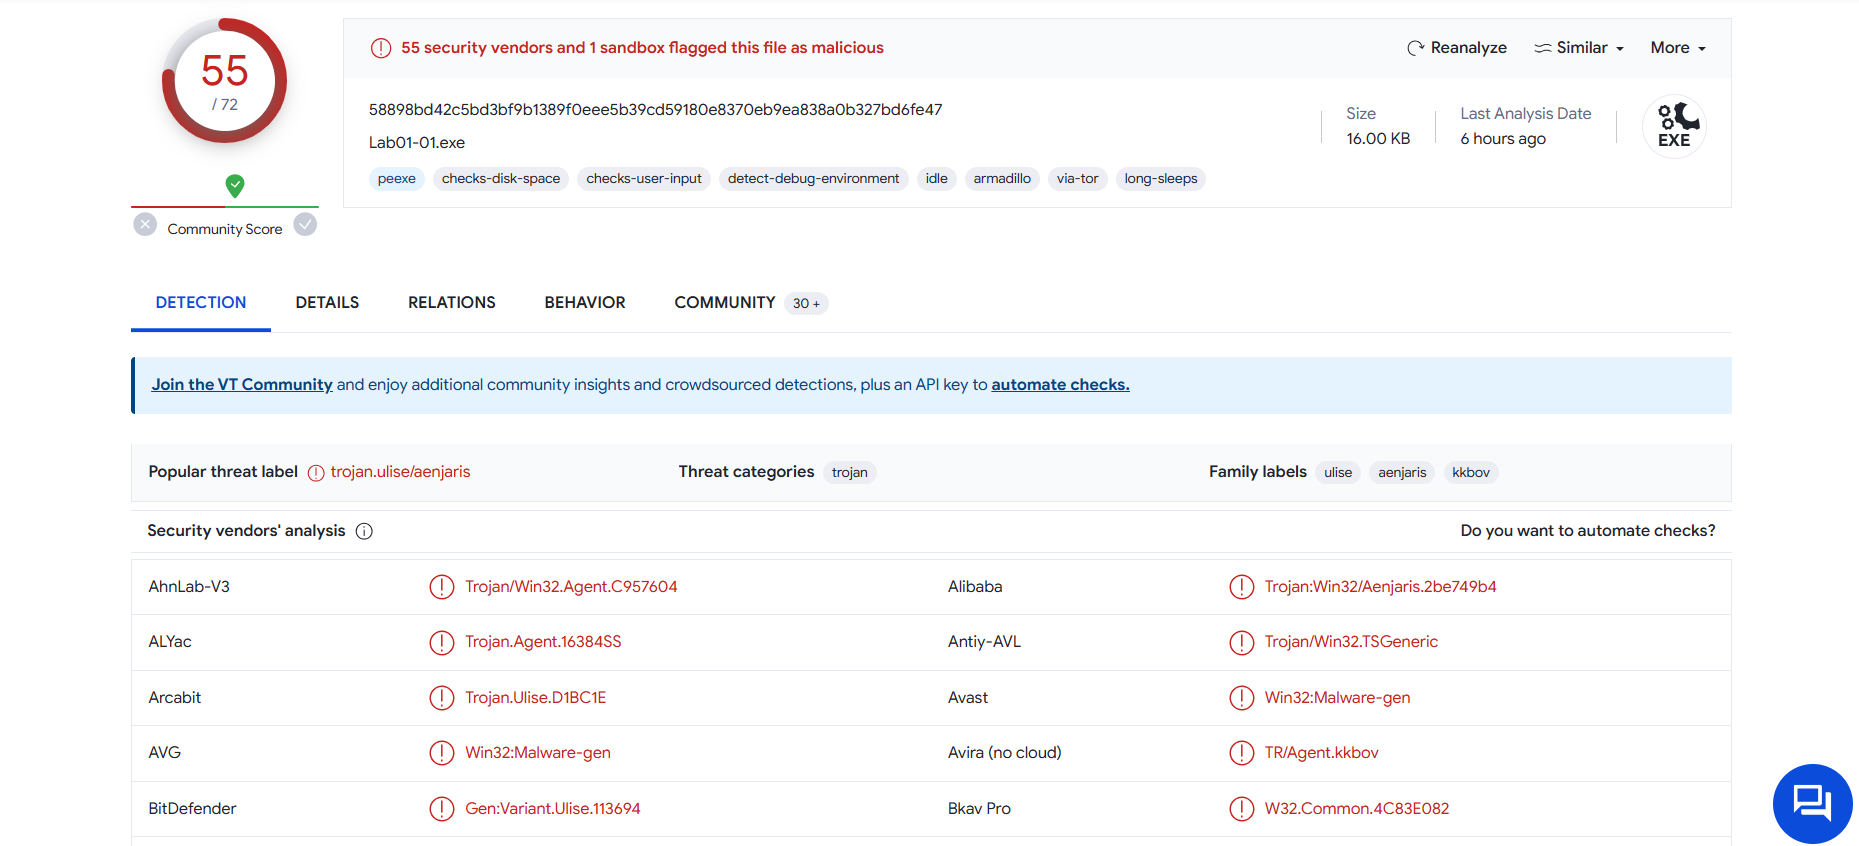 55
/ 72
Community Score
55 security vendors and 1 sandbox flagged this file as malicious
Reanalyze
Similar
More
58898bd42c5bd3bf9b1389f0eee5b39cd59180e8370eb9ea838a0b327bd6fe47
Lab01-01.exe
peexe checks-disk-space checks-user-input detect-debug-environment idle armadillo via-tor long-sleeps
Size
16.00 KB
Last Analysis Date
6 hours ago
EXE
DETECTION DETAILS RELATIONS BEHAVIOR COMMUNITY 30 +
Join the VT Community and enjoy additional community insights and crowdsourced detections, plus an API key to automate checks.
Popular threat label trojan.ulise/aenjaris Threat categories trojan Family labels ulise aenjaris kkbov
Security vendors' analysis Do you want to automate checks?
AhnLab-V3 Trojan/Win32.Agent.C957604 Alibaba Trojan:Win32/Aenjaris.2be749b4
ALYac Trojan.Agent.16384SS Antiy-AVL Trojan/Win32.TSGeneric
Arcabit Trojan.Ulise.D1BC1E Avast Win32:Malware-gen
AVG Win32:Malware-gen Avira (no cloud) TR/Agent.kkbov
BitDefender Gen:Variant.Ulise.113694 Bkav Pro W32.Common.4C83E082